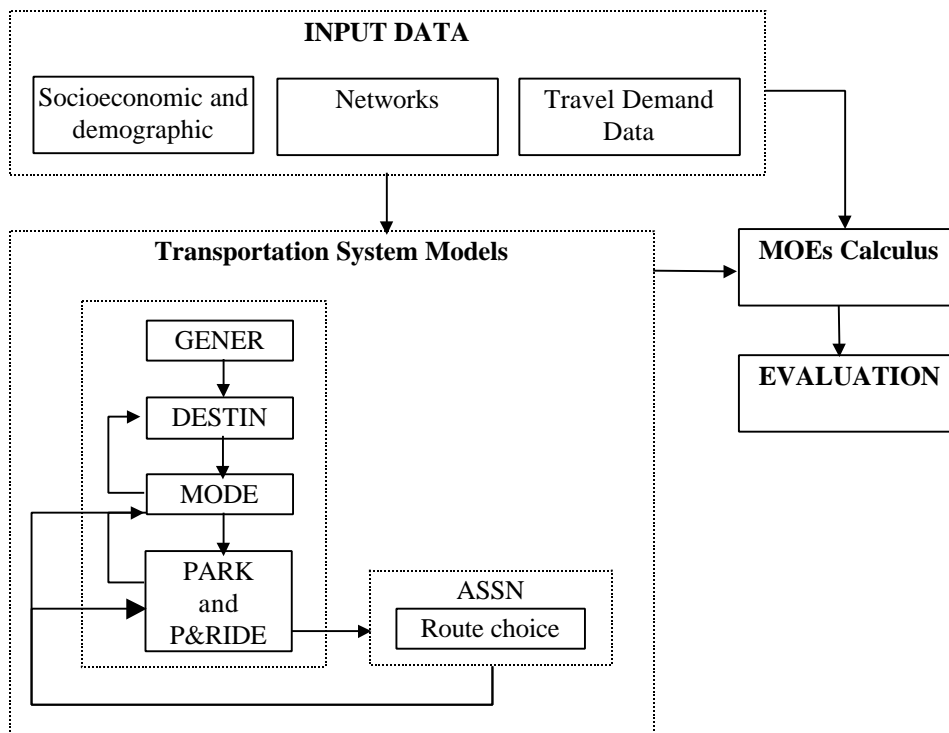 INPUT DATA
Socioeconomic and
demographic
Networks
Travel Demand
Data
Transportation System Models
MOEs Calculus
GENER
EVALUATION
DESTIN
MODE
PARK
and
P&RIDE
ASSN
Route choice